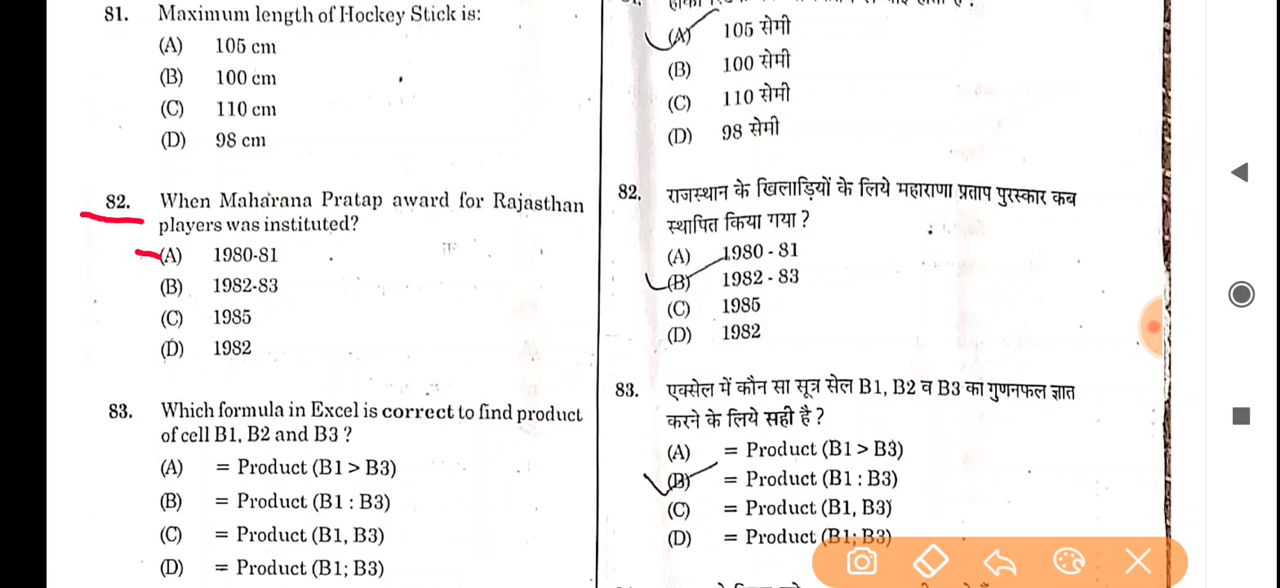 81. Maximum length of Hockey Stick is:
(A) 105 cm
(B) 100 cm
(C) 110 cm
(D) 98 cm
82. When Maharana Pratap award for Rajasthan
players was instituted?
(A) 1980-81
(B) 1982-83
(C) 1985
(D) 1982
83. Which formula in Excel is correct to find product
of cell B1, B2 and B3 ?
(A) = Product (B1 > B3)
(B) = Product (B1 : B3)
(C) = Product (B1, B3)
(D) = Product (B1; B3)
(A) 105 सेमी
(B) 100 सेमी
(C) 110 सेमी
(D) 98 सेमी
82. राजस्थान के खिलाड़ियों के लिये महाराणा प्रताप पुरस्कार कब
स्थापित किया गया ?
(A) 1980 - 81
(B) 1982 - 83
(C) 1985
(D) 1982
83. एक्सेल में कौन सा सूत्र सेल B1, B2 व B3 का गुणनफल ज्ञात
करने के लिये सही है ?
(A) = Product (B1 > B3)
(B) = Product (B1 : B3)
(C) = Product (B1, B3)
(D) = Product (B1; B3)